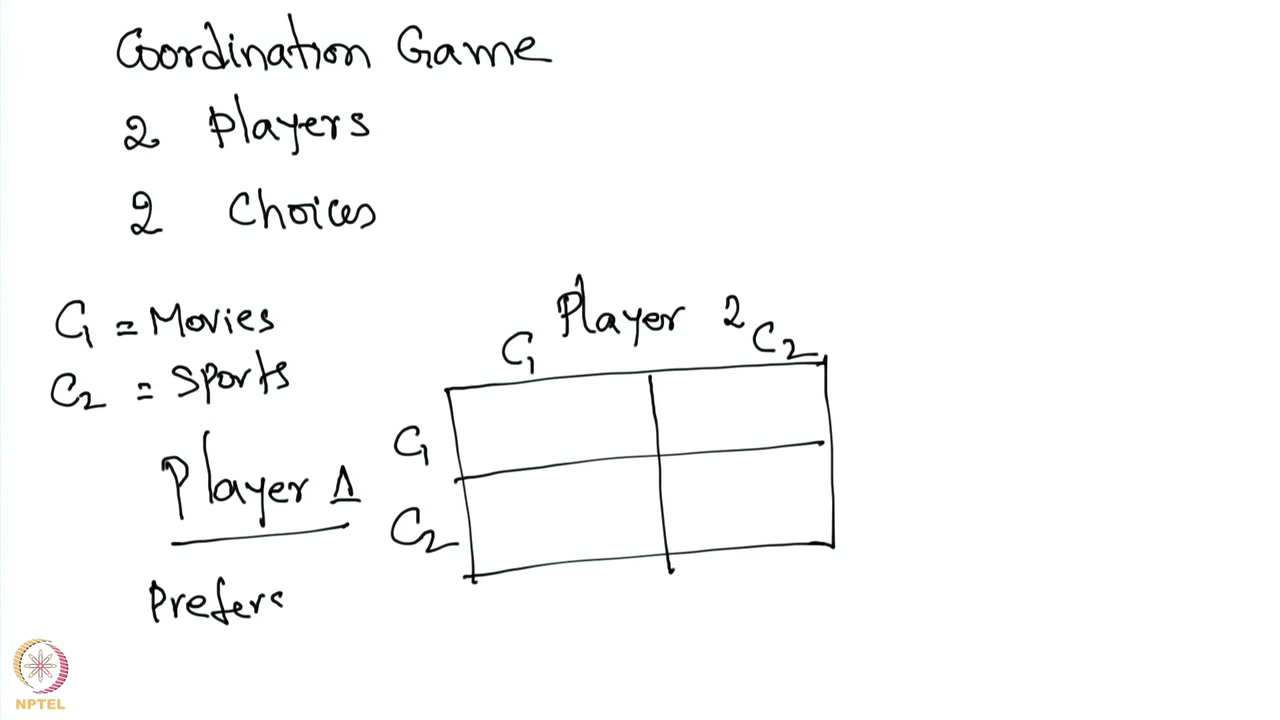 Coordination Game
2 Players
2 Choices
C1 = Movies
C2 = Sports
Player 2
C1 C2
Player 1
C1
C2
Prefers
NPTEL